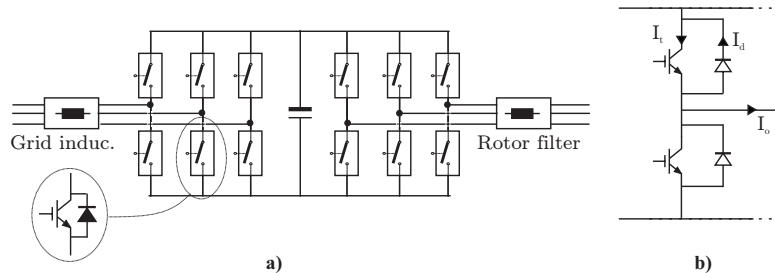 Grid induc.
Rotor filter
a)
I_t
I_d
I_o
b)